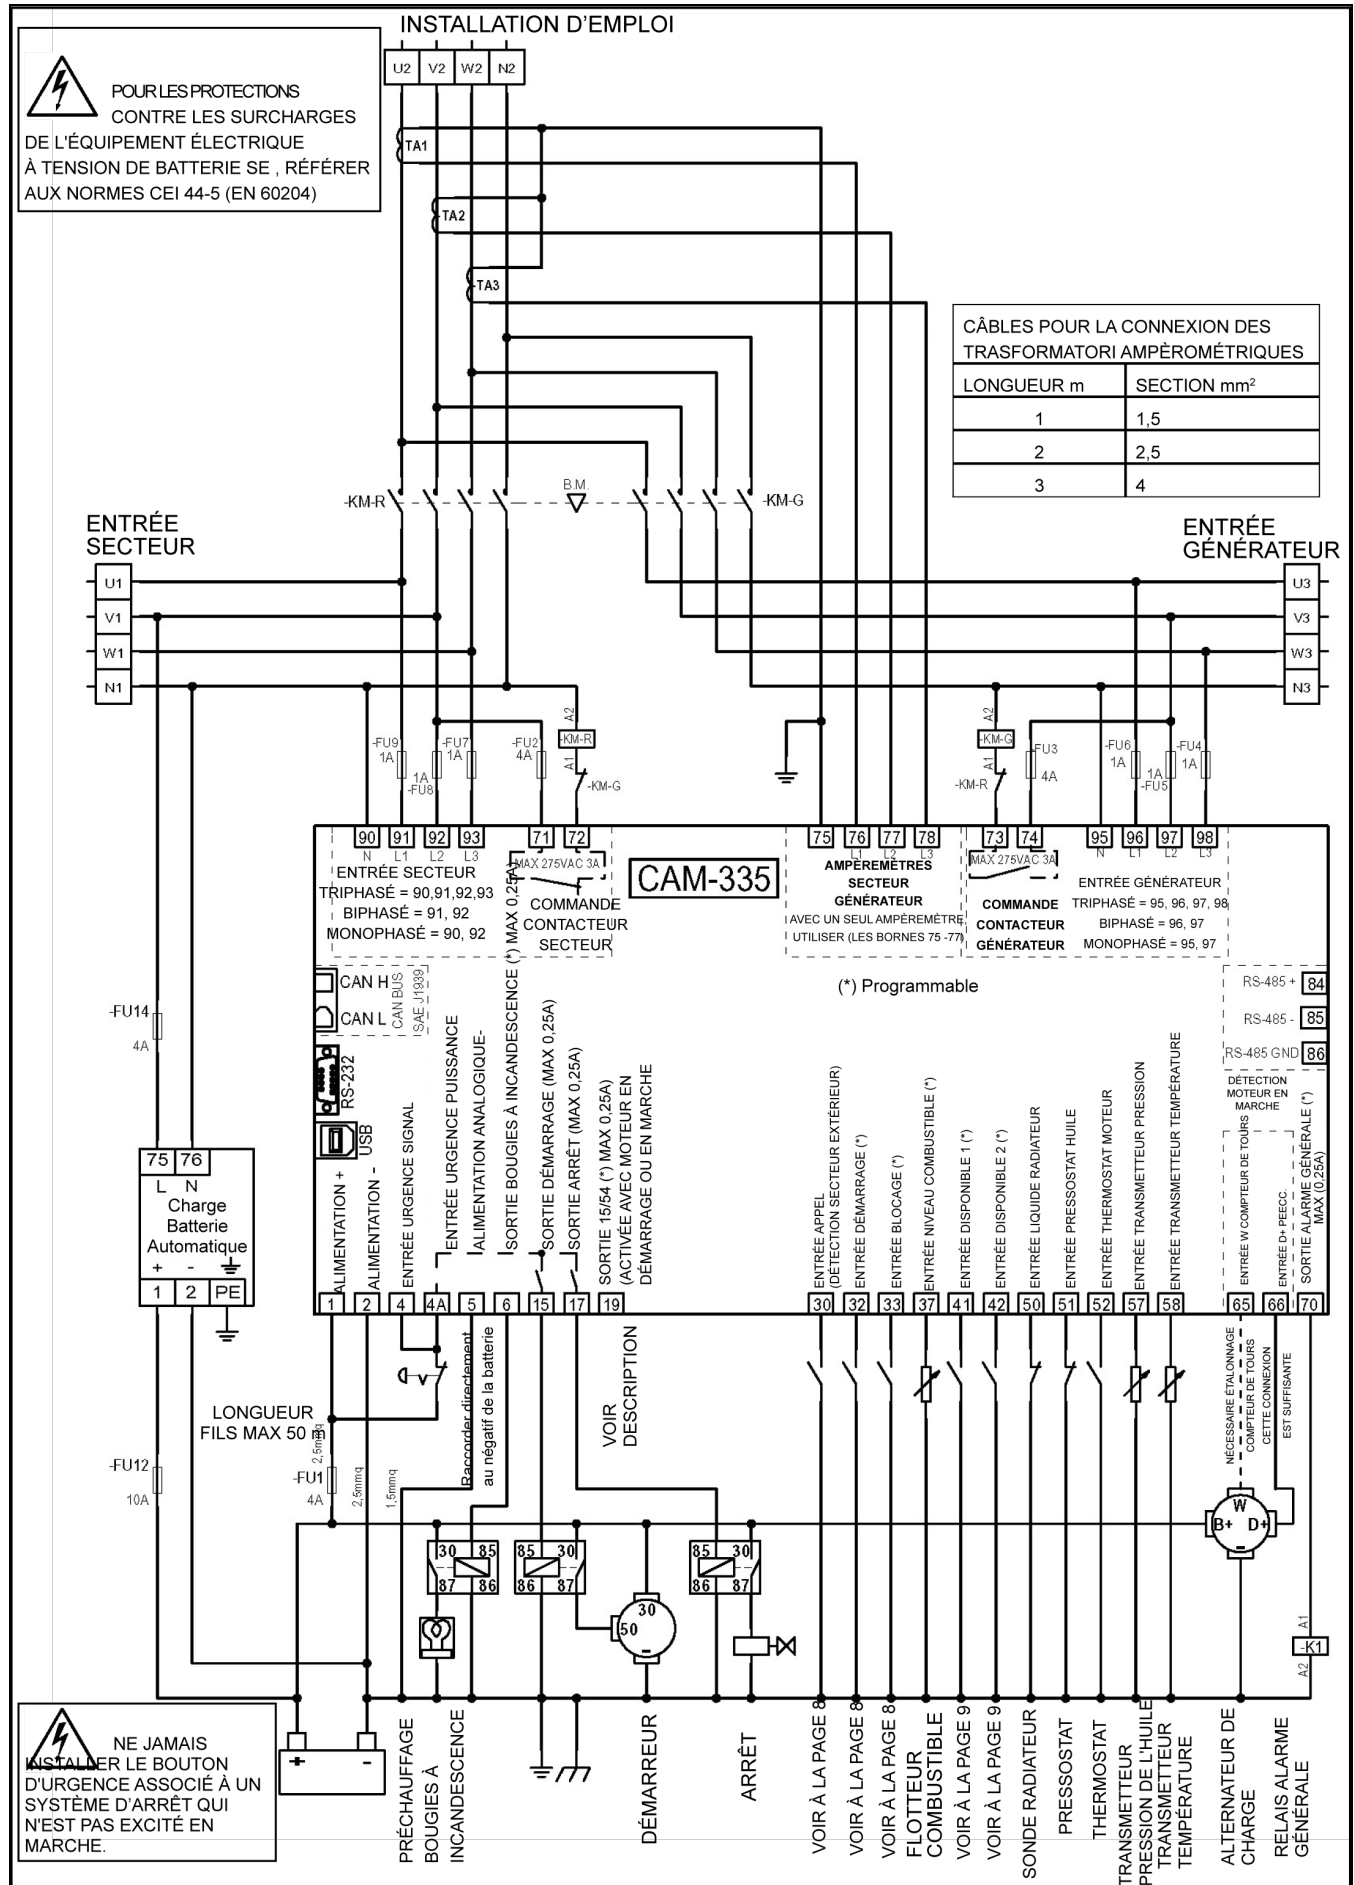 INSTALLATION D'EMPLOI
U2 V2 W2 N2
POUR LES PROTECTIONS
CONTRE LES SURCHARGES
DE L'ÉQUIPEMENT ÉLECTRIQUE
À TENSION DE BATTERIE SE , RÉFÉRER
AUX NORMES CEI 44-5 (EN 60204)
TA1
-TA2
-TA3
CÂBLES POUR LA CONNEXION DES
TRASFORMATORI AMPÈROMÉTRIQUES
LONGUEUR m SECTION mm²
1 1,5
2 2,5
3 4
-KM-R
B.M.
-KM-G
ENTRÉE
SECTEUR
U1
V1
W1
N1
ENTRÉE
GÉNÉRATEUR
U3
V3
W3
N3
-FU9
1A
1A
-FU8
-FU7
1A
-FU2
4A
A2
-KM-R
A1
-KM-G
A2
-KM-G
A1
-KM-R
-FU3
4A
-FU6
1A
1A
-FU5
-FU4
1A
90 91 92 93 71 72
N L1 L2 L3
MAX 275VAC 3A
ENTRÉE SECTEUR
TRIPHASÉ = 90,91,92,93
BIPHASÉ = 91, 92
MONOPHASÉ = 90, 92
COMMANDE
CONTACTEUR
SECTEUR
CAM-335
75 76 77 78
L1 L2 L3
AMPÈREMÈTRES
SECTEUR
GÉNÉRATEUR
AVEC UN SEUL AMPÈREMÈTRE,
UTILISER (LES BORNES 75 -77)
73 74 95 96 97 98
N L1 L2 L3
MAX 275VAC 3A
COMMANDE
CONTACTEUR
GÉNÉRATEUR
ENTRÉE GÉNÉRATEUR
TRIPHASÉ = 95, 96, 97, 98
BIPHASÉ = 96, 97
MONOPHASÉ = 95, 97
(*) Programmable
CAN H
CAN L
CAN BUS
SAE J1939
RS-232
USB
RS-485 + 84
RS-485 - 85
RS-485 GND 86
DÉTECTION
MOTEUR EN
MARCHE
-FU14
4A
75 76
L N
Charge
Batterie
Automatique
+ -
1 2 PE
ALIMENTATION +
ALIMENTATION -
ENTRÉE URGENCE SIGNAL
ENTRÉE URGENCE PUISSANCE
ALIMENTATION ANALOGIQUE-
SORTIE BOUGIES À INCANDESCENCE (*) MAX 0,25A)
SORTIE DÉMARRAGE (MAX 0,25A)
SORTIE ARRÊT (MAX 0,25A)
SORTIE 15/54 (*) MAX 0,25A)
(ACTIVÉE AVEC MOTEUR EN
DÉMARRAGE OU EN MARCHE
ENTRÉE APPEL
(DÉTECTION SECTEUR EXTÉRIEUR)
ENTRÉE DÉMARRAGE (*)
ENTRÉE BLOCAGE (*)
ENTRÉE NIVEAU COMBUSTIBLE (*)
ENTRÉE DISPONIBLE 1 (*)
ENTRÉE DISPONIBLE 2 (*)
ENTRÉE LIQUIDE RADIATEUR
ENTRÉE PRESSOSTAT HUILE
ENTRÉE THERMOSTAT MOTEUR
ENTRÉE TRANSMETTEUR PRESSION
ENTRÉE TRANSMETTEUR TEMPÉRATURE
ENTRÉE W COMPTEUR DE TOURS
ENTRÉE D+ PEECC.
SORTIE ALARME GÉNÉRALE (*)
MAX (0,25A)
1 2 4 4A 5 6 15 17 19 30 32 33 37 41 42 50 51 52 57 58 65 66 70
LONGUEUR
FILS MAX 50 m
-FU12
10A
-FU1
4A
2,5mmq
2,5mmq
1,5mmq
Raccorder directement
au négatif de la batterie
VOIR
DESCRIPTION
NÉCESSAIRE ÉTALONNAGE
COMPTEUR DE TOURS
CETTE CONNEXION
EST SUFFISANTE
W
B+ D+
-
30 85
87 86
85 30
86 87
30
50
-
85 30
86 87
A1
-K1
A2
+ -
NE JAMAIS
INSTALLER LE BOUTON
D'URGENCE ASSOCIÉ À UN
SYSTÈME D'ARRÊT QUI
N'EST PAS EXCITÉ EN
MARCHE.
PRÉCHAUFFAGE
BOUGIES À
INCANDESCENCE
DÉMARREUR
ARRÊT
VOIR À LA PAGE 8
VOIR À LA PAGE 8
VOIR À LA PAGE 8
FLOTTEUR
COMBUSTIBLE
VOIR À LA PAGE 9
VOIR À LA PAGE 9
SONDE RADIATEUR
PRESSOSTAT
THERMOSTAT
TRANSMETTEUR
PRESSION DE L'HUILE
TRANSMETTEUR
TEMPÉRATURE
ALTERNATEUR DE
CHARGE
RELAIS ALARME
GÉNÉRALE